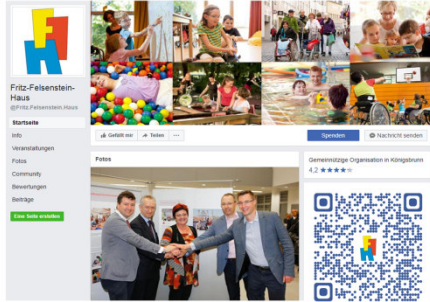 Fritz-Felsenstein-
Haus
@Fritz.Felsenstein.Haus
Startseite
Info
Veranstaltungen
Fotos
Community
Bewertungen
Beiträge
Eine Seite erstellen
Gefällt mir
Teilen
Spenden
Nachricht senden
Fotos
Gemeinnützige Organisation in Königsbrunn
4,2 ★★★★☆